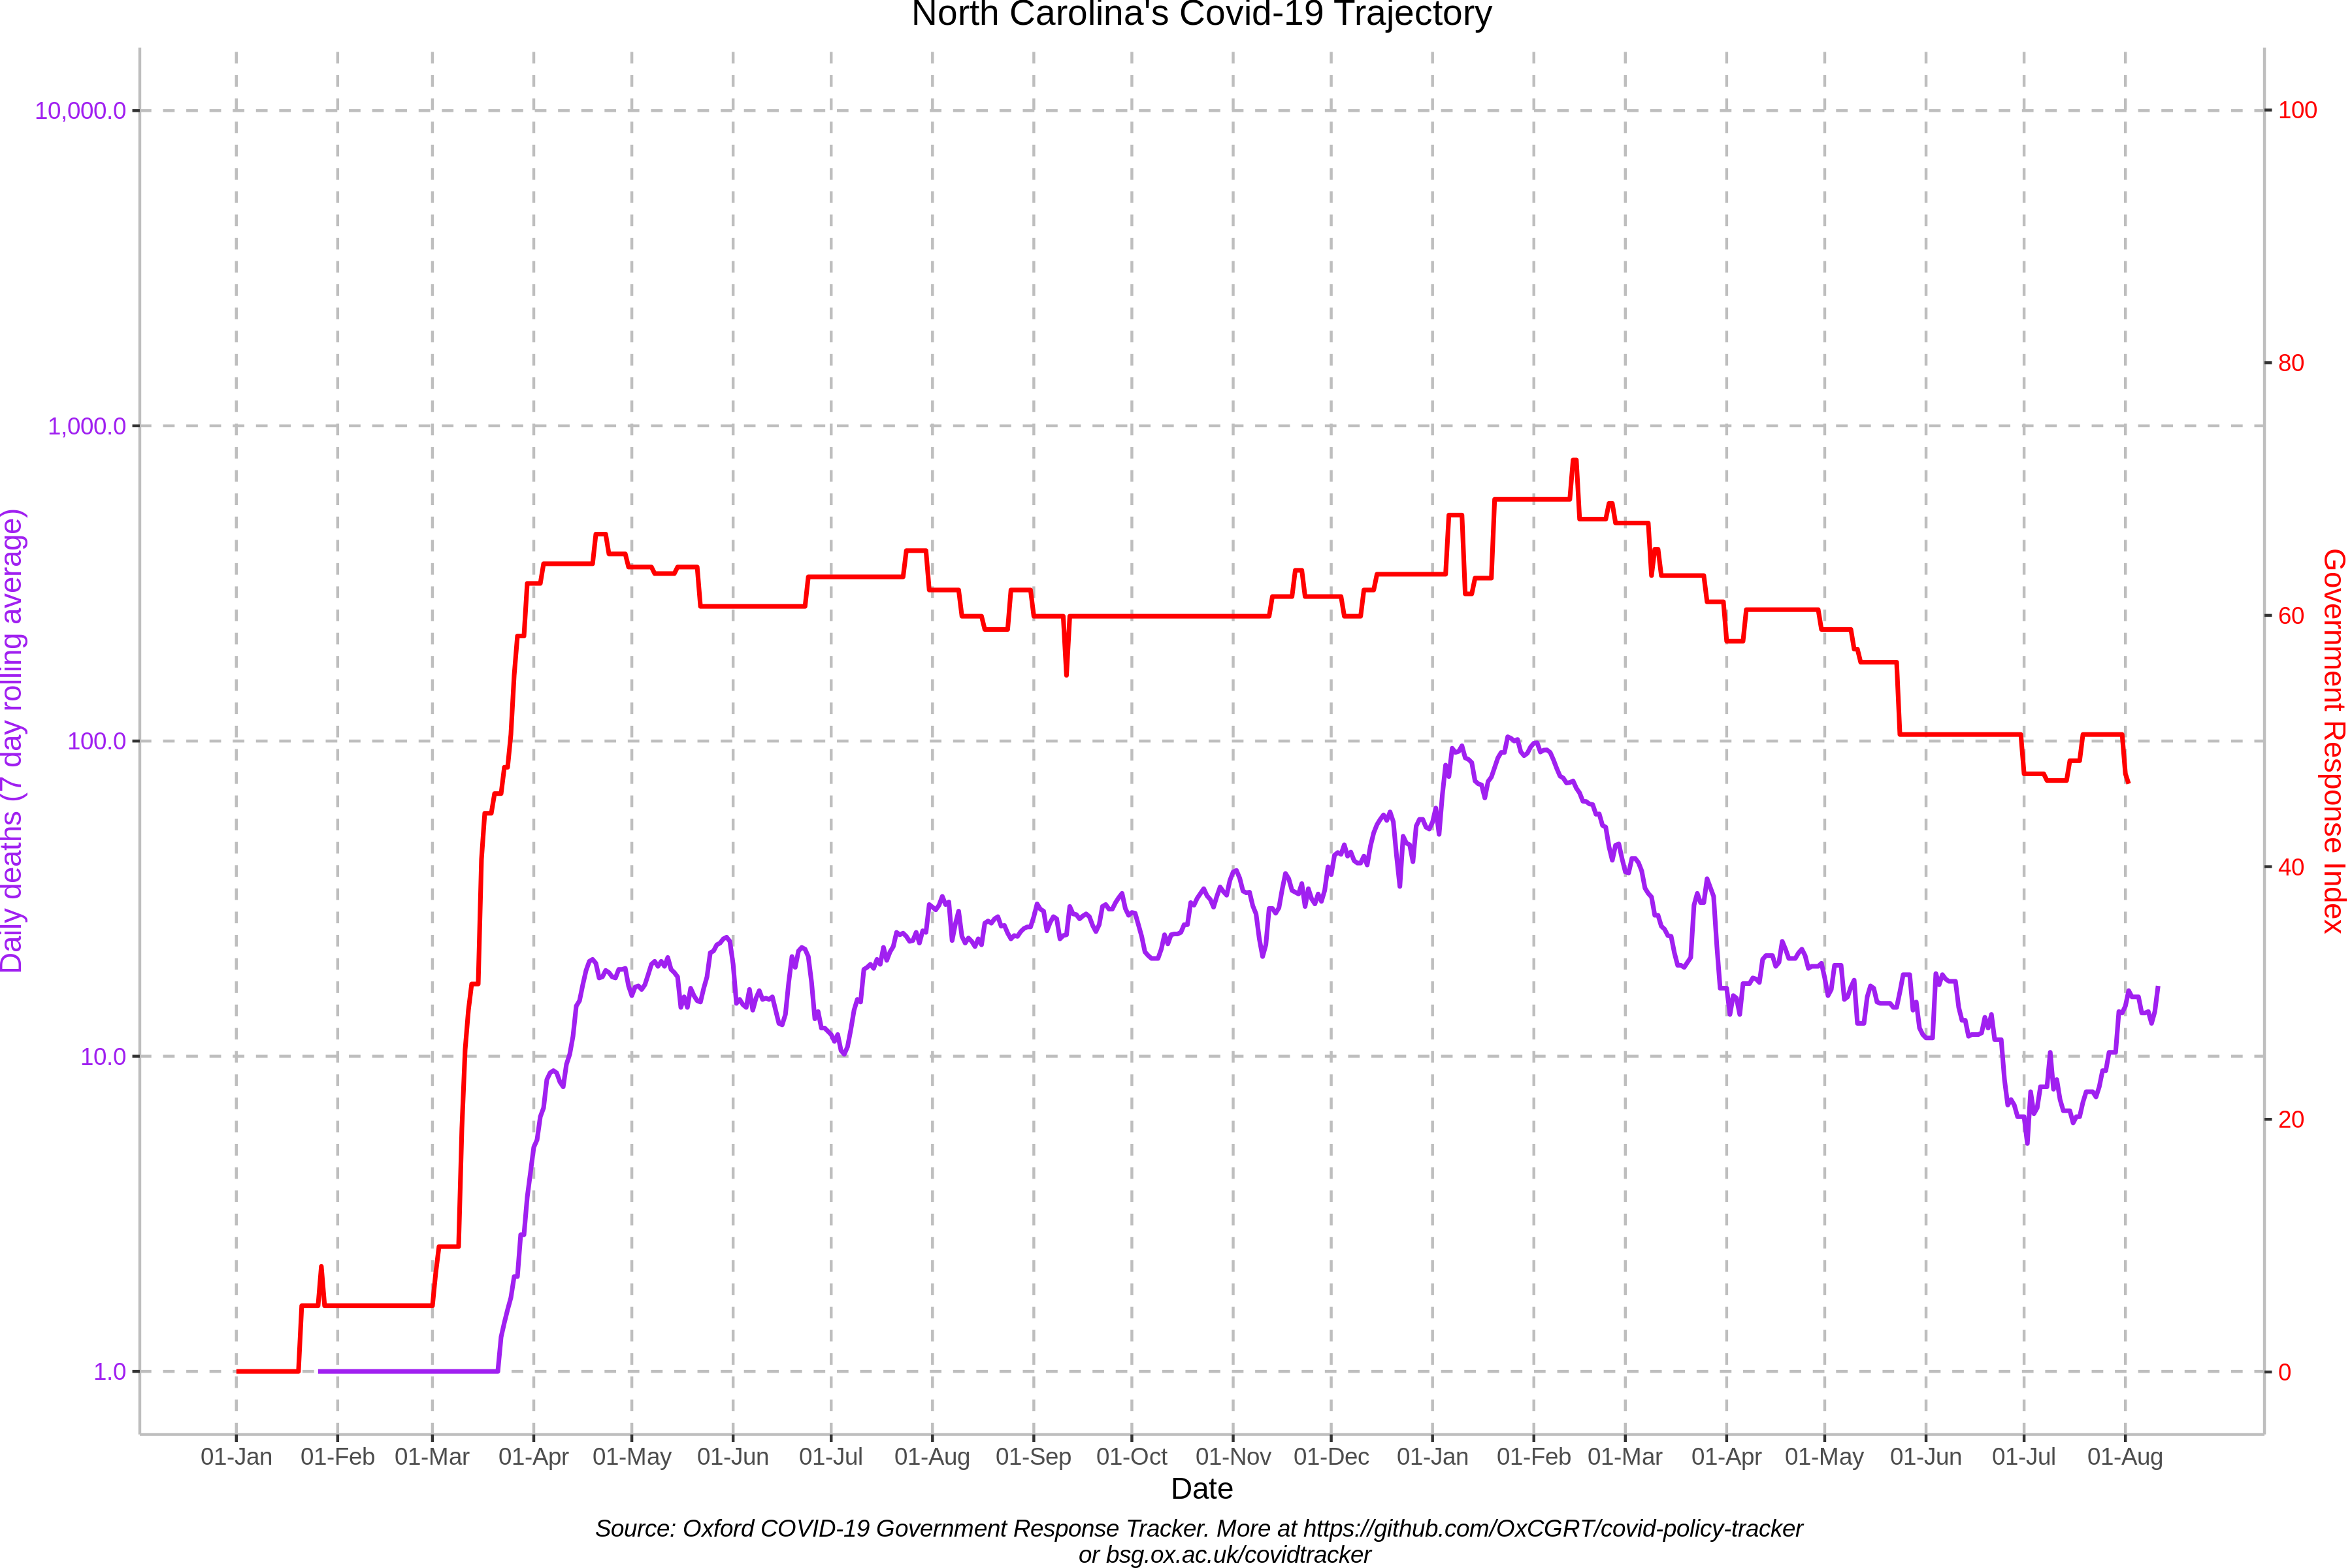 North Carolina's Covid-19 Trajectory
10,000.0
1,000.0
100.0
10.0
1.0
Daily deaths (7 day rolling average)
100
80
60
40
20
0
Government Response Index
01-Jan 01-Feb 01-Mar 01-Apr 01-May 01-Jun 01-Jul 01-Aug 01-Sep 01-Oct 01-Nov 01-Dec 01-Jan 01-Feb 01-Mar 01-Apr 01-May 01-Jun 01-Jul 01-Aug
Date
Source: Oxford COVID-19 Government Response Tracker. More at https://github.com/OxCGRT/covid-policy-tracker
or bsg.ox.ac.uk/covidtracker